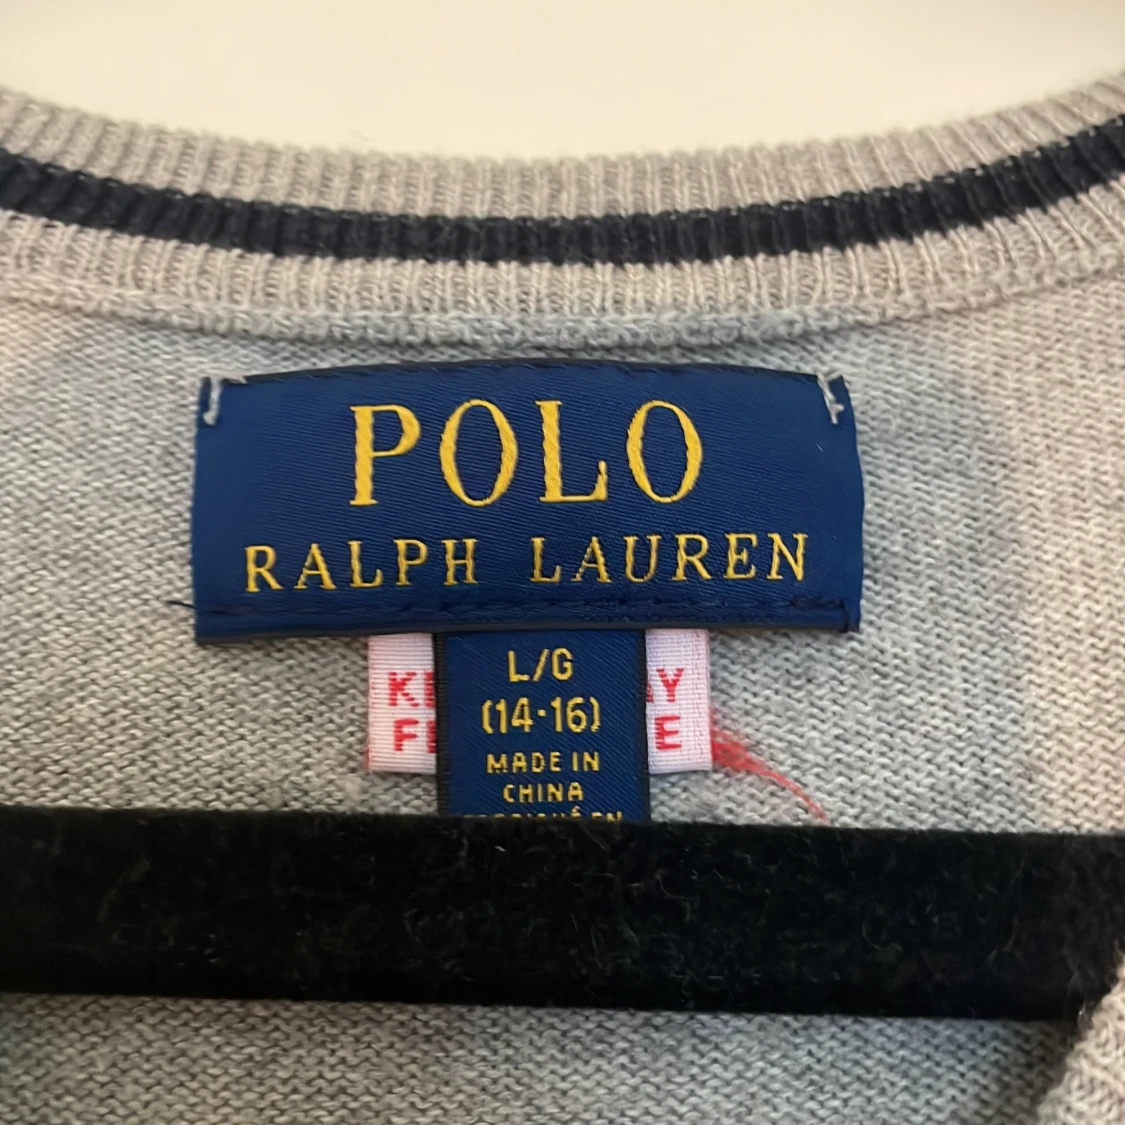 POLO
RALPH LAUREN
L/G
(14-16)
MADE IN
CHINA